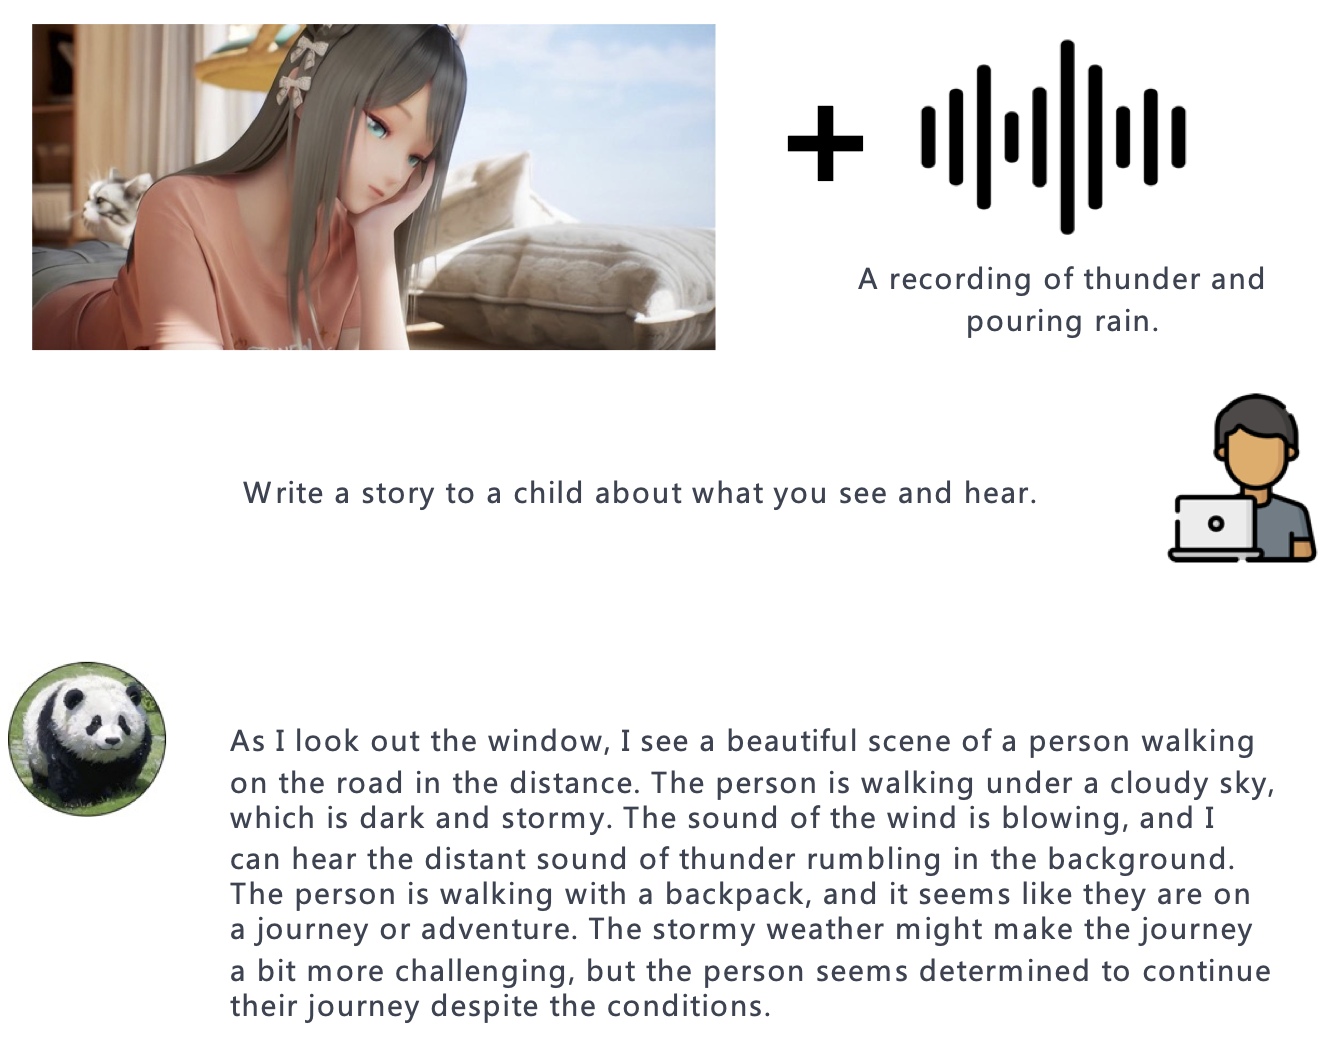 A recording of thunder and
pouring rain.
Write a story to a child about what you see and hear.
As I look out the window, I see a beautiful scene of a person walking
on the road in the distance. The person is walking under a cloudy sky,
which is dark and stormy. The sound of the wind is blowing, and I
can hear the distant sound of thunder rumbling in the background.
The person is walking with a backpack, and it seems like they are on
a journey or adventure. The stormy weather might make the journey
a bit more challenging, but the person seems determined to continue
their journey despite the conditions.